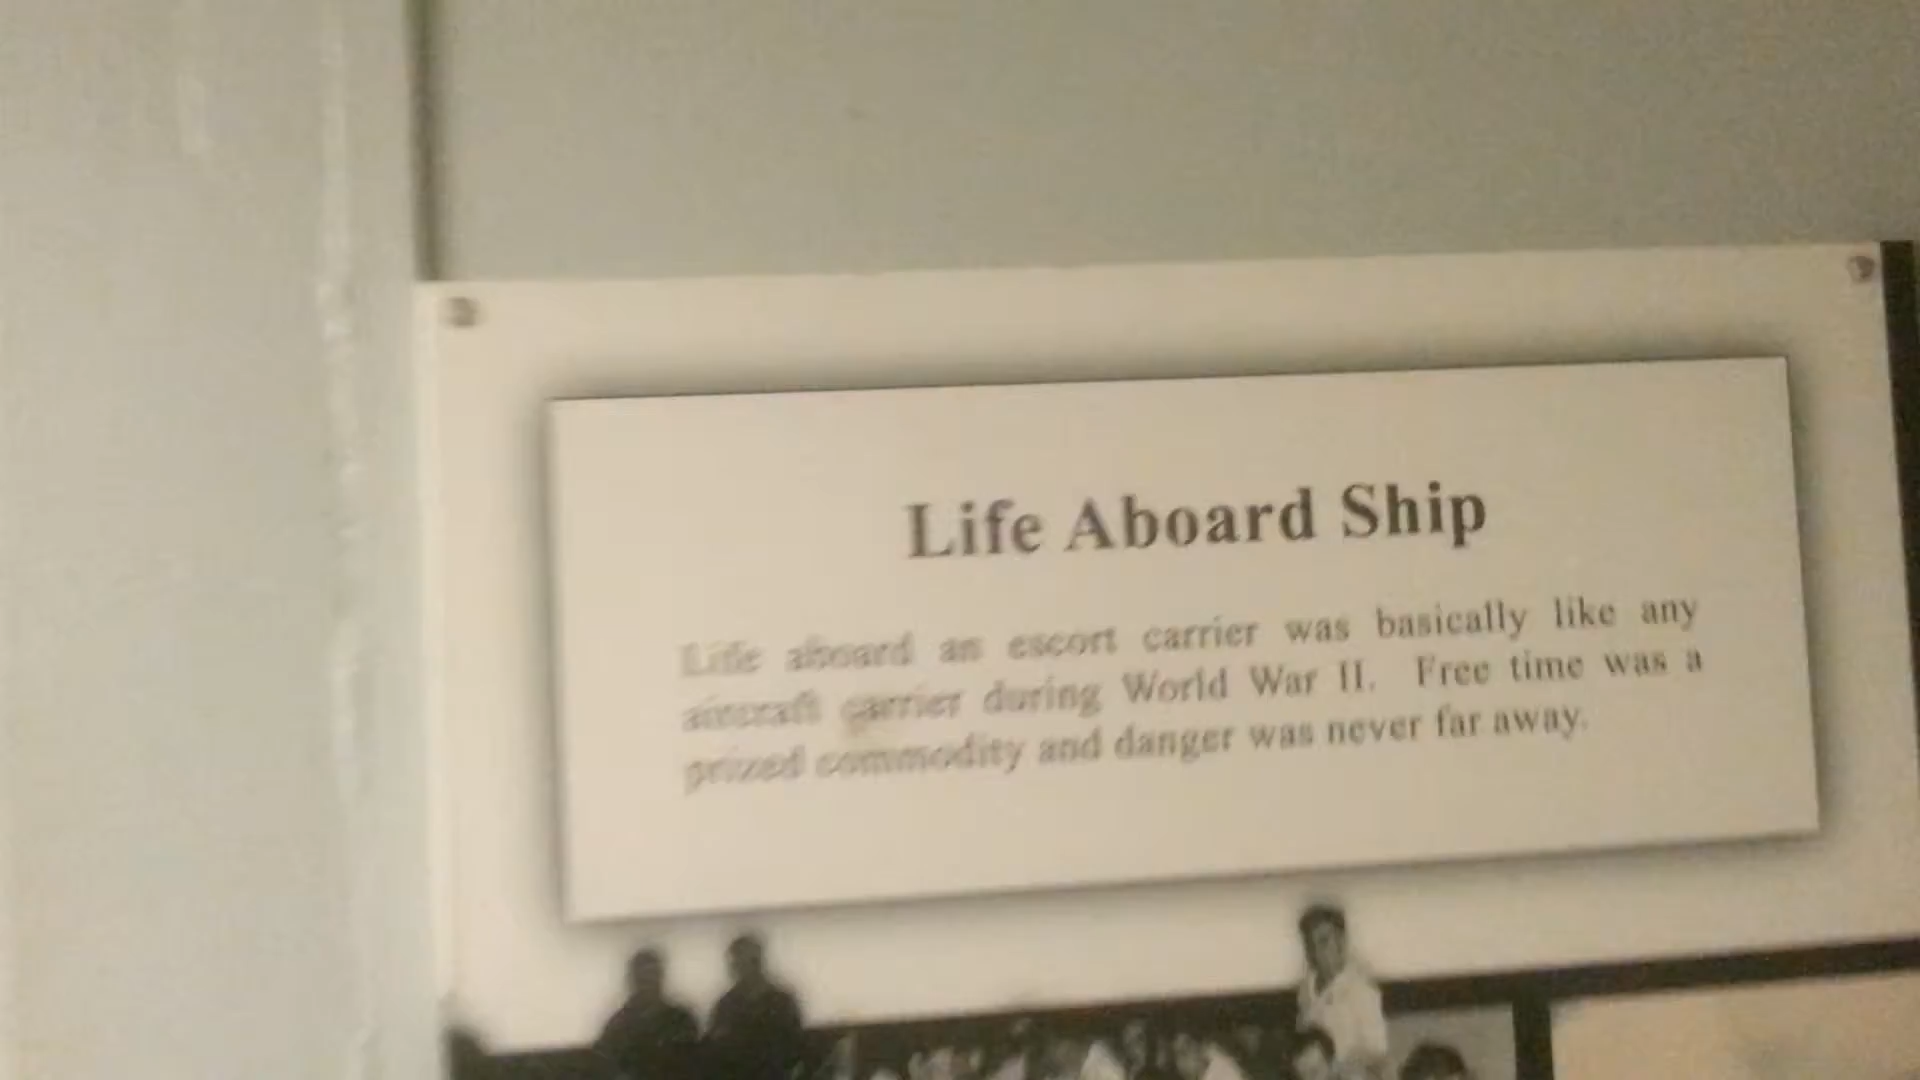 Life Aboard Ship
Life aboard an escort carrier was basically like any
aircraft carrier during World War II. Free time was a
prized commodity and danger was never far away.